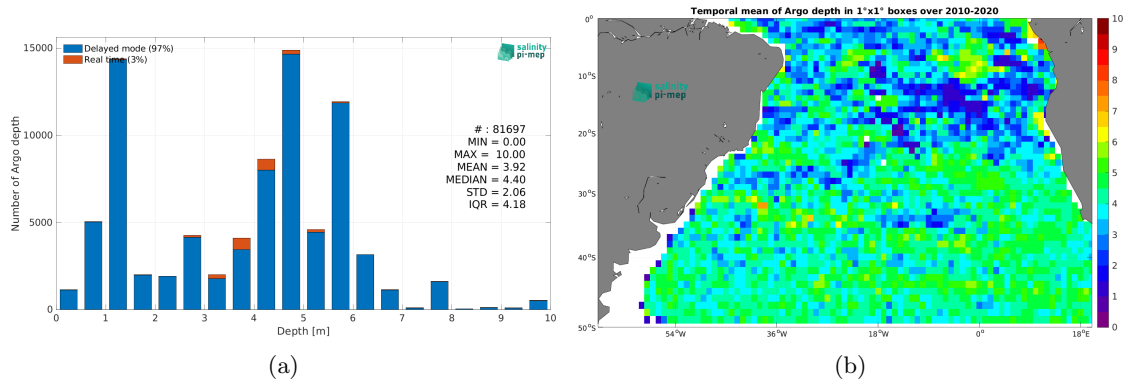 15000
10000
5000
0
Number of Argo depth
Delayed mode (97%)
Real time (3%)
salinity
pi-mep
# : 81697
MIN = 0.00
MAX = 10.00
MEAN = 3.92
MEDIAN = 4.40
STD = 2.06
IQR = 4.18
0 1 2 3 4 5 6 7 8 9 10
Depth [m]
(a)
Temporal mean of Argo depth in 1°x1° boxes over 2010-2020
0°
10°S
20°S
30°S
40°S
50°S
salinity
pi-mep
54°W 36°W 18°W 0° 18°E
10
9
8
7
6
5
4
3
2
1
0
(b)